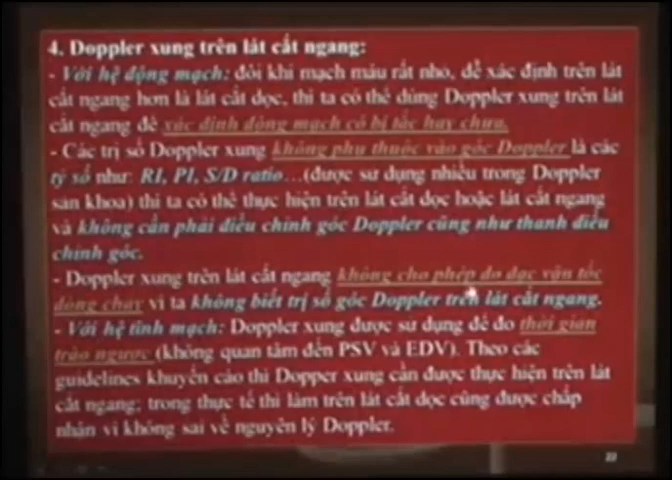 4. Doppler xung trên lát cắt ngang:
- Với hệ động mạch: đôi khi mạch máu rất nhỏ, dễ xác định trên lát
cắt ngang hơn là lát cắt dọc, thì ta có thể dùng Doppler xung trên lát
cắt ngang để xác định động mạch có bị tắc hay chưa.
- Các trị số Doppler xung không phụ thuộc vào góc Doppler là các
tỷ số như: RI, PI, S/D ratio…(được sử dụng nhiều trong Doppler
sản khoa) thì ta có thể thực hiện trên lát cắt dọc hoặc lát cắt ngang
và không cần phải điều chỉnh góc Doppler cũng như thanh điều
chỉnh góc.
- Doppler xung trên lát cắt ngang không cho phép đo đạc vận tốc
dòng chảy vì ta không biết trị số góc Doppler trên lát cắt ngang.
- Với hệ tĩnh mạch: Doppler xung được sử dụng để đo thời gian
trào ngược (không quan tâm đến PSV và EDV). Theo các
guidelines khuyến cáo thì Dopper xung cần được thực hiện trên lát
cắt ngang; trong thực tế thì làm trên lát cắt dọc cũng được chấp
nhận vì không sai về nguyên lý Doppler.
22